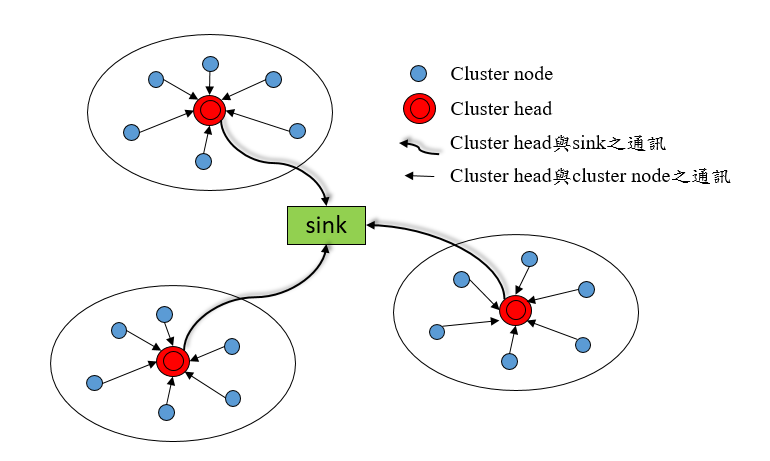 Cluster node
Cluster head
Cluster head與sink之通訊
Cluster head與cluster node之通訊
sink